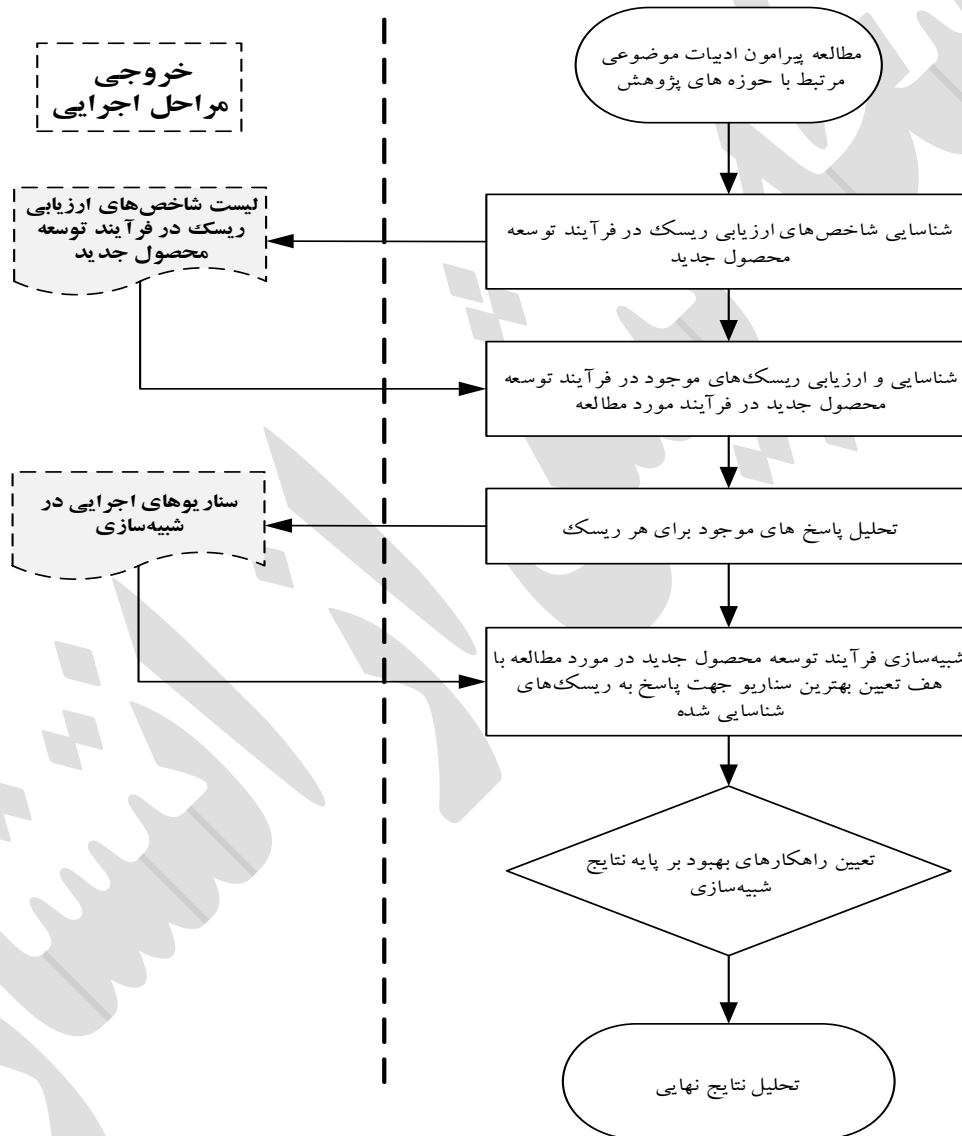 خروجی
مراحل اجرایی
مطالعه پیرامون ادبیات موضوعی
مرتبط با حوزه های پژوهش
شناسایی شاخص‌های ارزیابی ریسک در فرآیند توسعه
محصول جدید
لیست شاخص‌های ارزیابی
ریسک در فرآیند توسعه
محصول جدید
شناسایی و ارزیابی ریسک‌های موجود در فرآیند توسعه
محصول جدید در فرآیند مورد مطالعه
تحلیل پاسخ های موجود برای هر ریسک
سناریوهای اجرایی در
شبیه‌سازی
شبیه‌سازی فرآیند توسعه محصول جدید در مورد مطالعه با
هف تعیین بهترین سناریو جهت پاسخ به ریسک‌های
شناسایی شده
تعیین راهکارهای بهبود بر پایه نتایج
شبیه‌سازی
تحلیل نتایج نهایی